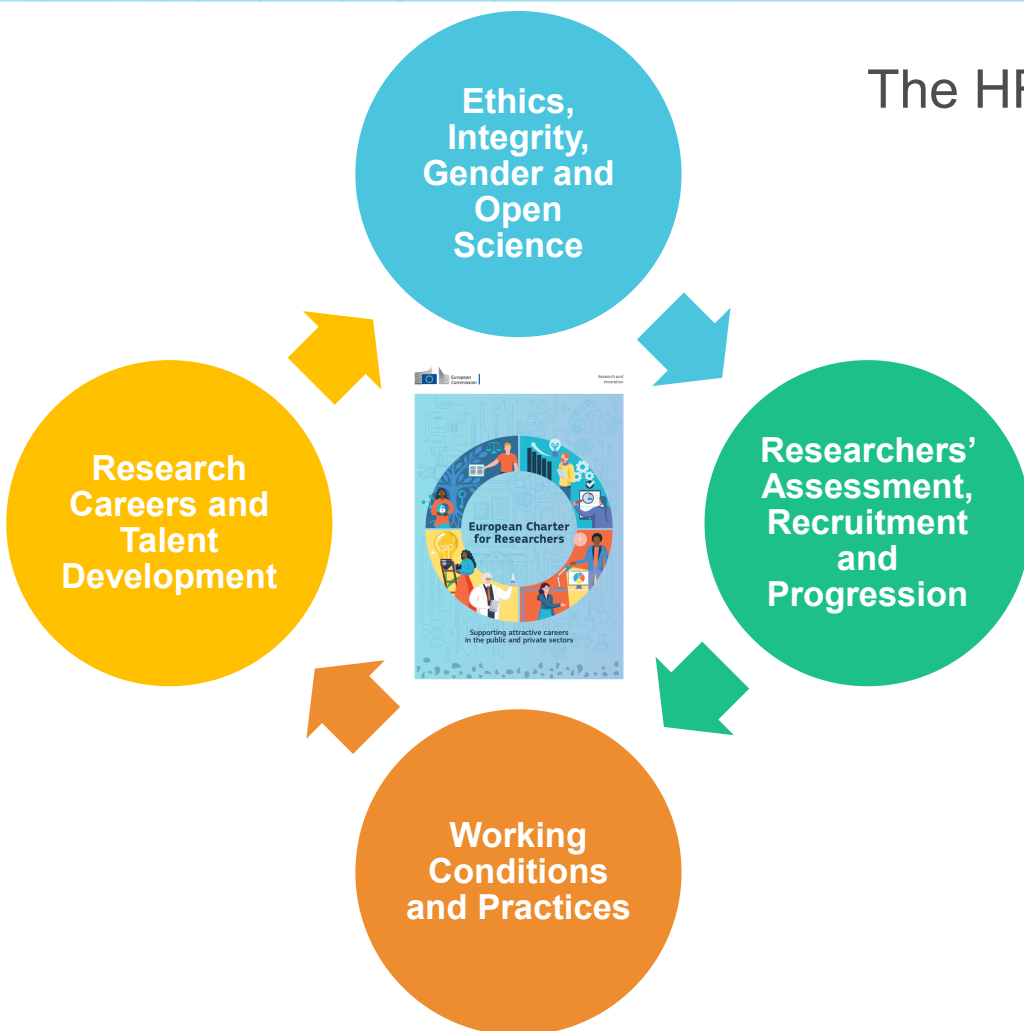 The HR
Ethics,
Integrity,
Gender and
Open
Science
European
Commission
Research and
Innovation
Research
Careers and
Talent
Development
European Charter
for Researchers
Supporting attractive careers
in the public and private sectors
Researchers’
Assessment,
Recruitment
and
Progression
Working
Conditions
and Practices